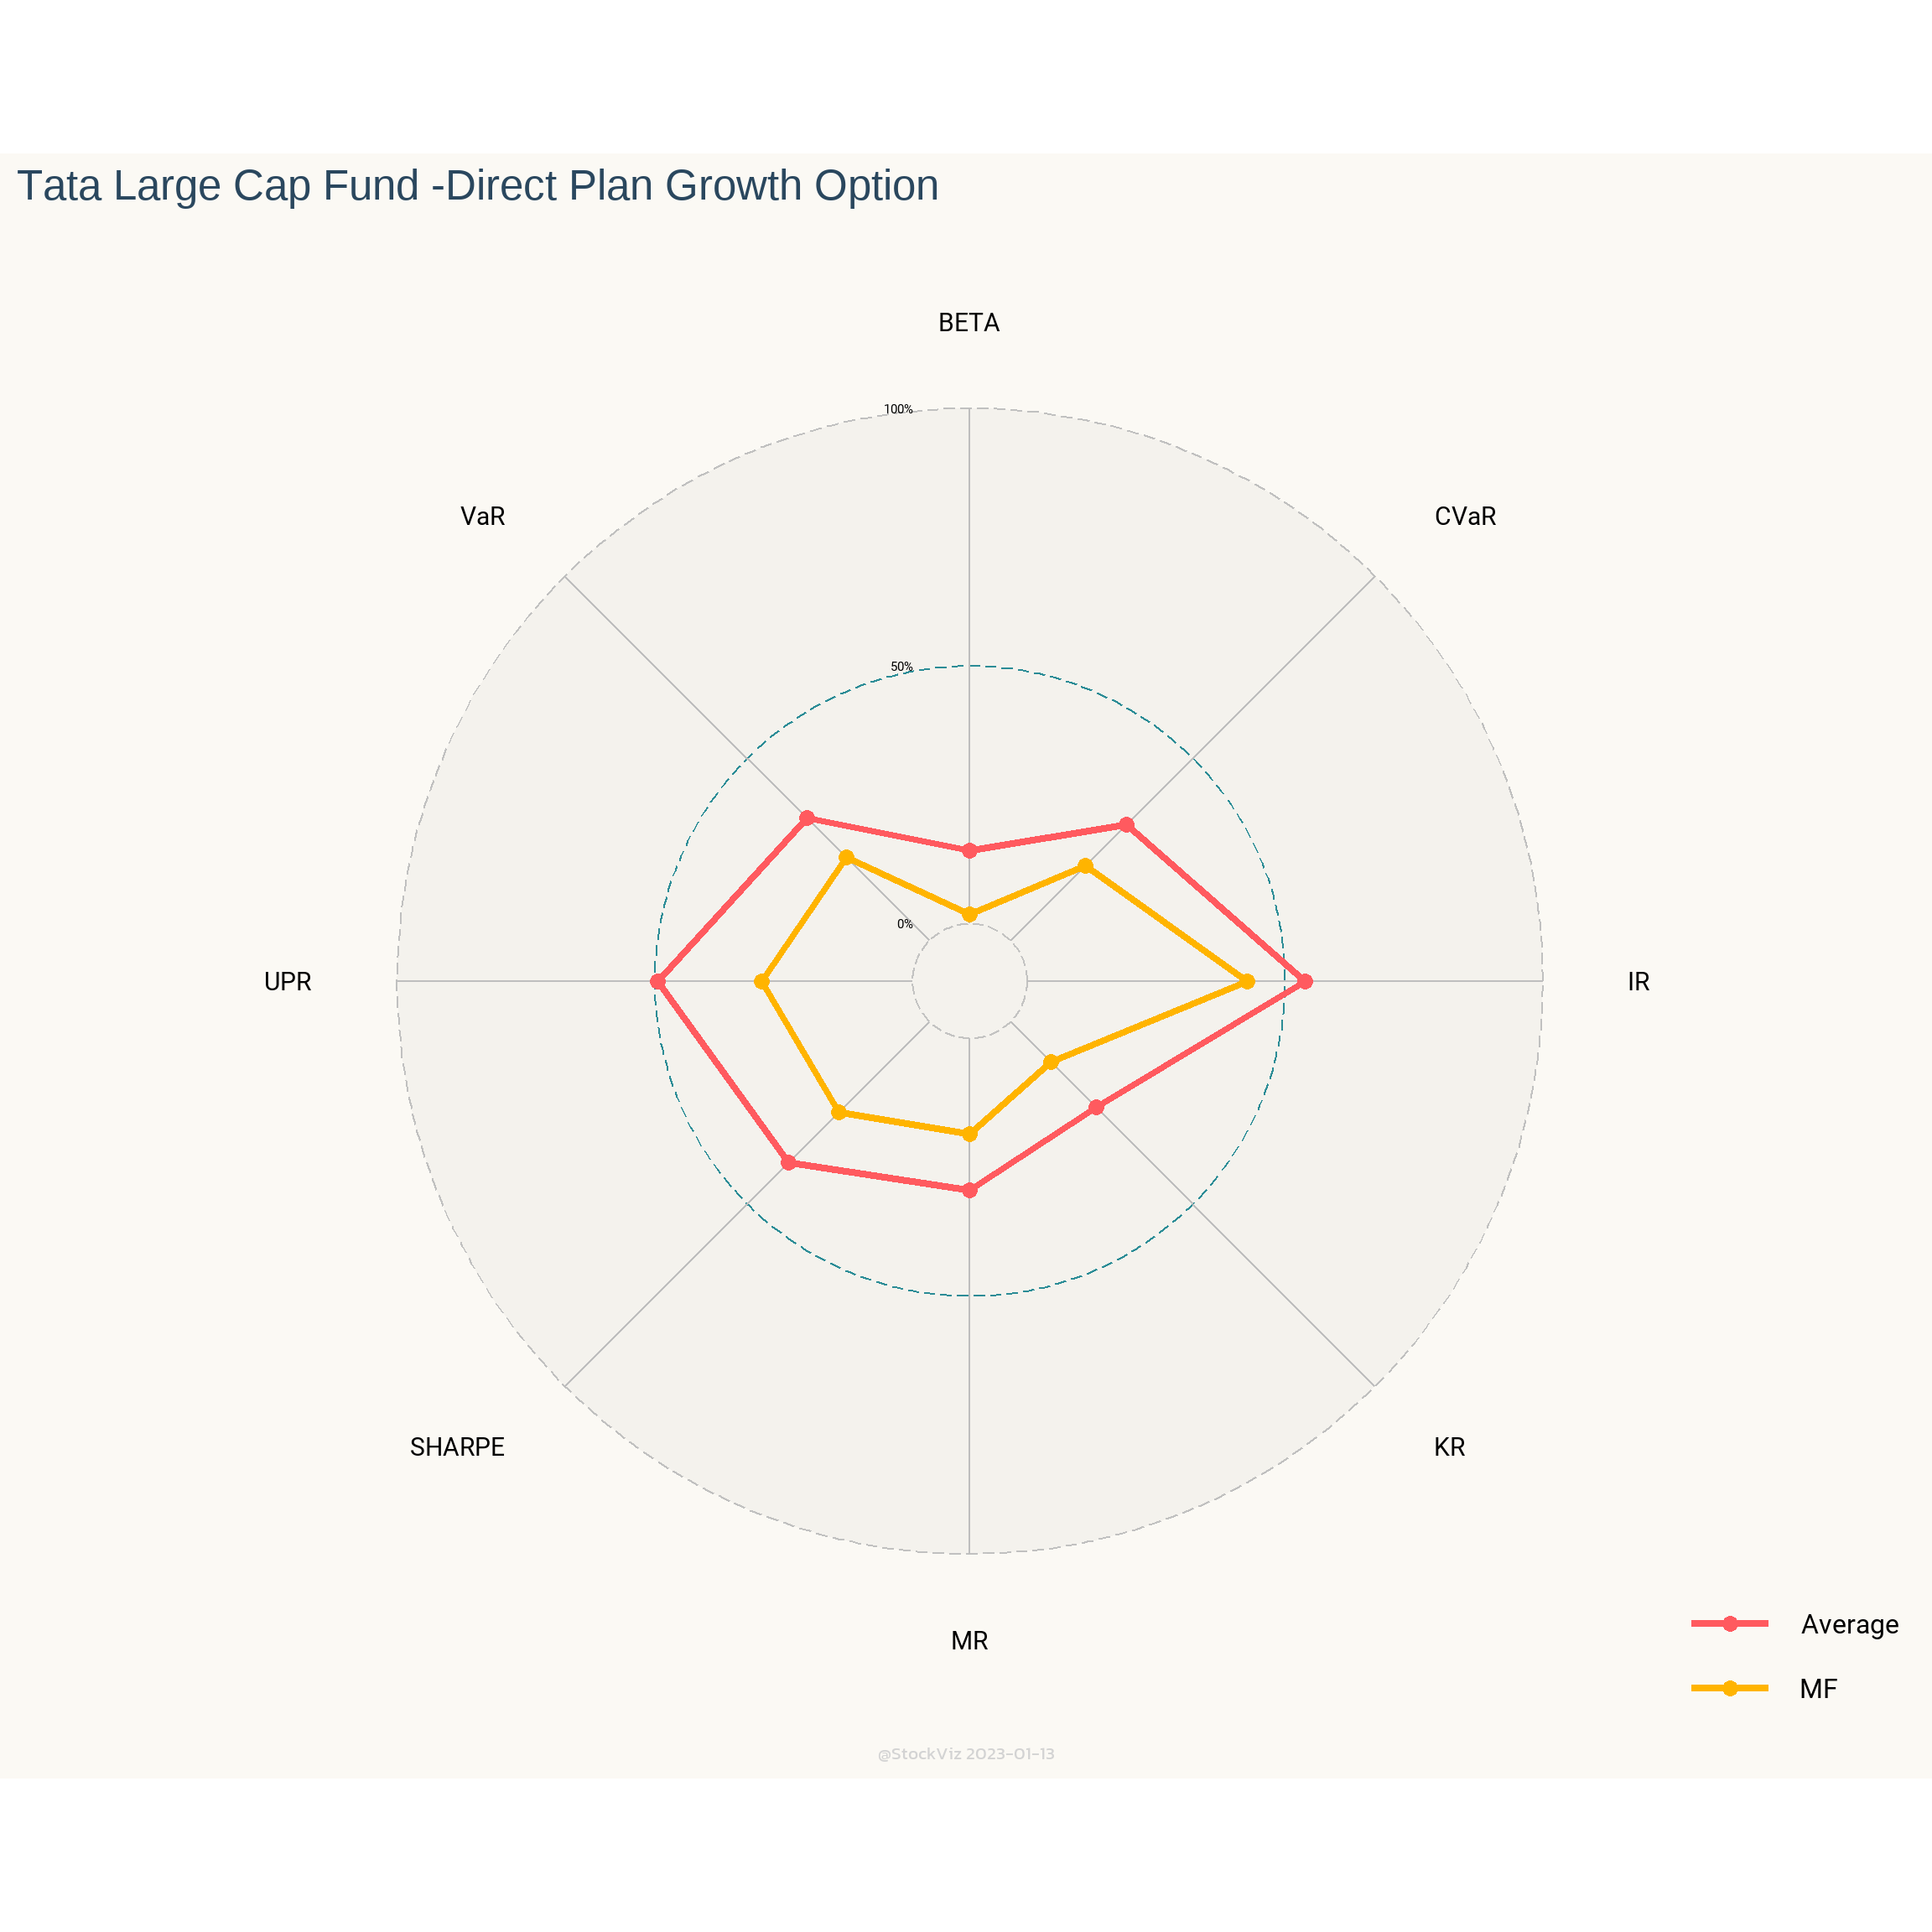 Tata Large Cap Fund -Direct Plan Growth Option
BETA
100%
VaR
CVaR
50%
0%
UPR
IR
SHARPE
KR
MR
Average
MF
@StockViz 2023-01-13